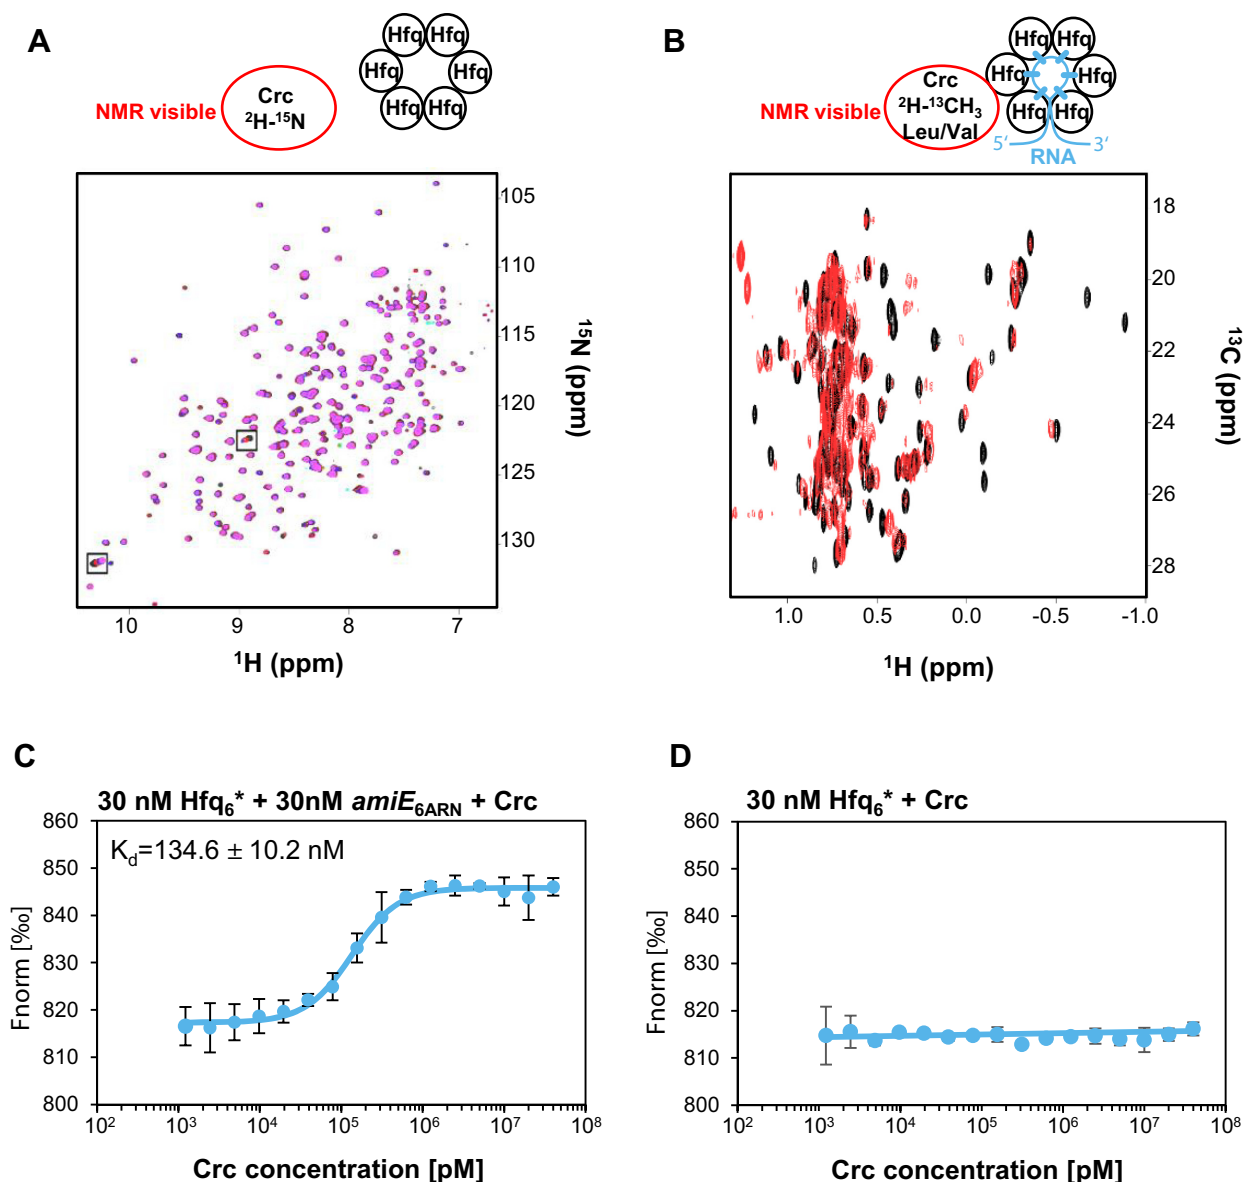 A
Hfq Hfq
Hfq Hfq
Hfq Hfq
NMR visible
Crc
²H-¹⁵N
105
110
115
120
125
130
¹⁵N (ppm)
10 9 8 7
¹H (ppm)
B
Hfq Hfq
Hfq Hfq
Hfq Hfq
NMR visible
Crc
²H-¹³CH₃
Leu/Val
5‘ 3‘
RNA
18
20
22
24
26
28
¹³C (ppm)
1.0 0.5 0.0 -0.5 -1.0
¹H (ppm)
C
30 nM Hfq₆* + 30nM amiE₆ARN + Crc
K_d=134.6 ± 10.2 nM
860
850
840
830
820
810
800
Fnorm [‰]
10² 10³ 10⁴ 10⁵ 10⁶ 10⁷ 10⁸
Crc concentration [pM]
D
30 nM Hfq₆* + Crc
860
850
840
830
820
810
800
Fnorm [‰]
10² 10³ 10⁴ 10⁵ 10⁶ 10⁷ 10⁸
Crc concentration [pM]